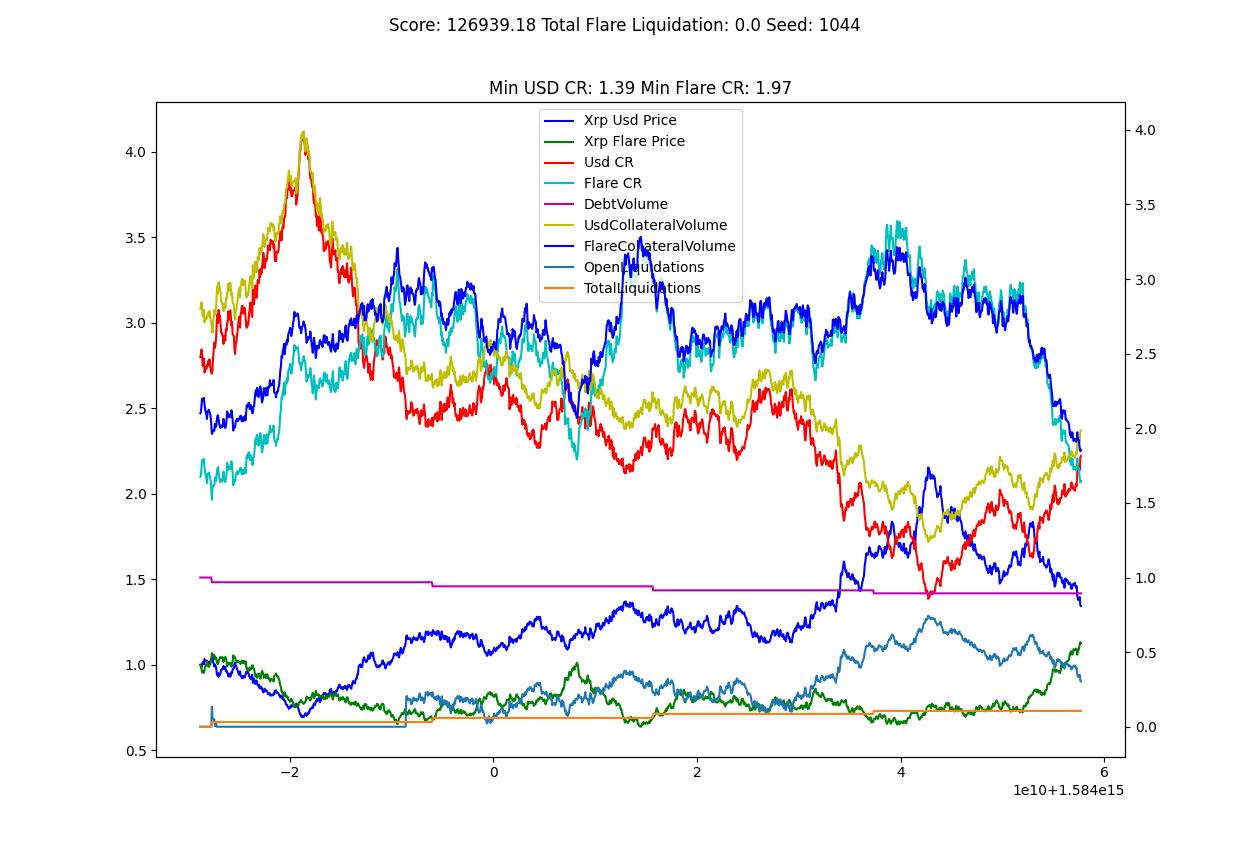 Score: 126939.18 Total Flare Liquidation: 0.0 Seed: 1044
Min USD CR: 1.39 Min Flare CR: 1.97
Xrp Usd Price
Xrp Flare Price
Usd CR
Flare CR
DebtVolume
UsdCollateralVolume
FlareCollateralVolume
OpenLiquidations
TotalLiquidations
4.0
3.5
3.0
2.5
2.0
1.5
1.0
0.5
4.0
3.5
3.0
2.5
2.0
1.5
1.0
0.5
0.0
−2 0 2 4 6
1e10+1.584e15